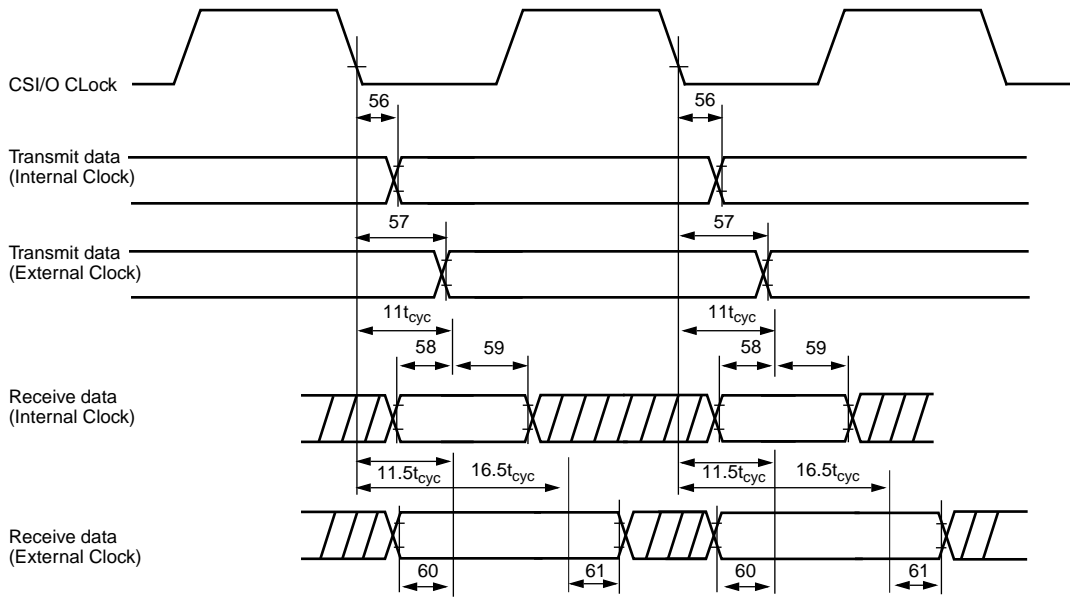 CSI/O CLock
56 56
Transmit data
(Internal Clock)
57 57
Transmit data
(External Clock)
11tcyc 11tcyc
58 59 58 59
Receive data
(Internal Clock)
11.5tcyc 16.5tcyc 11.5tcyc 16.5tcyc
Receive data
(External Clock)
60 61 60 61